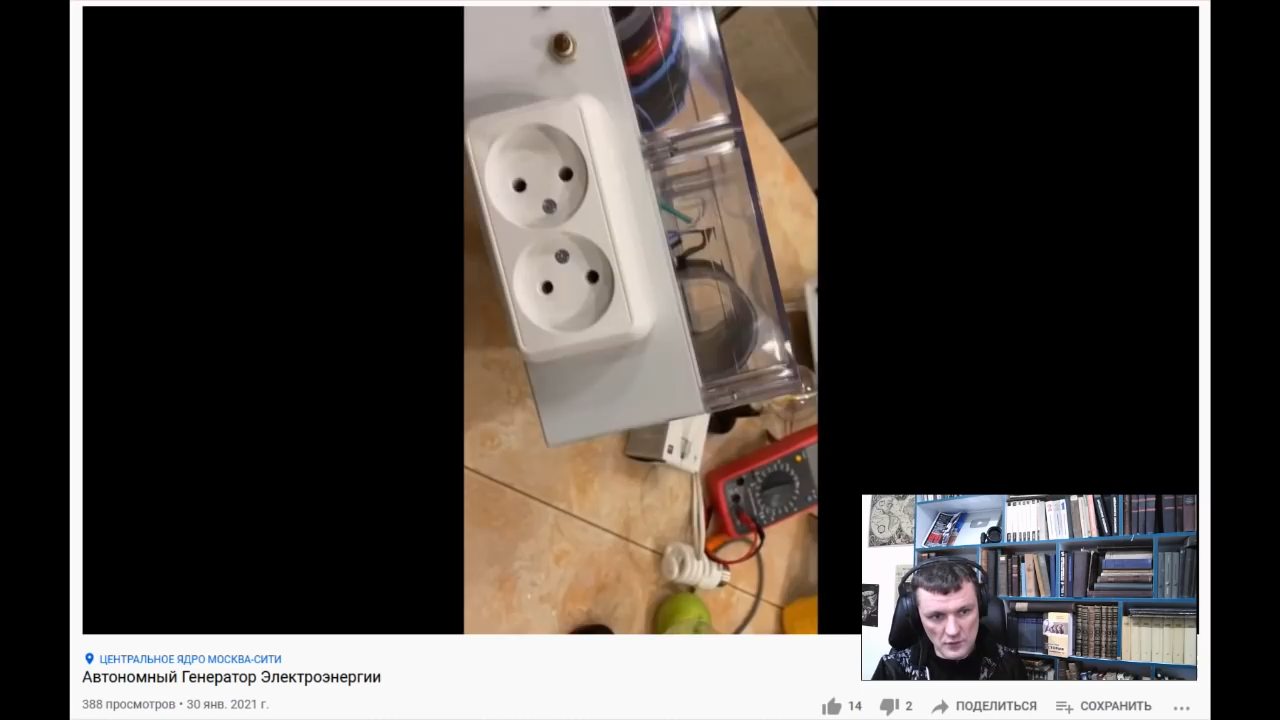 ЦЕНТРАЛЬНОЕ ЯДРО МОСКВА-СИТИ
Автономный Генератор Электроэнергии
388 просмотров • 30 янв. 2021 г.
14
2
ПОДЕЛИТЬСЯ
СОХРАНИТЬ